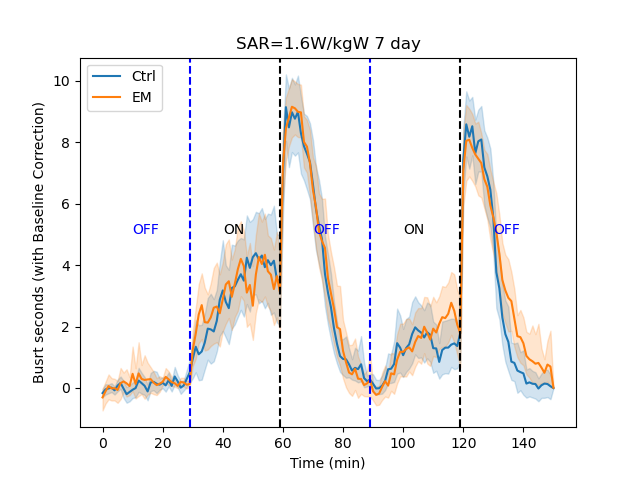 SAR=1.6W/kgW 7 day
Ctrl
EM
OFF
ON
OFF
ON
OFF
Busrt seconds (with Baseline Correction)
10
8
6
4
2
0
0
20
40
60
80
100
120
140
Time (min)